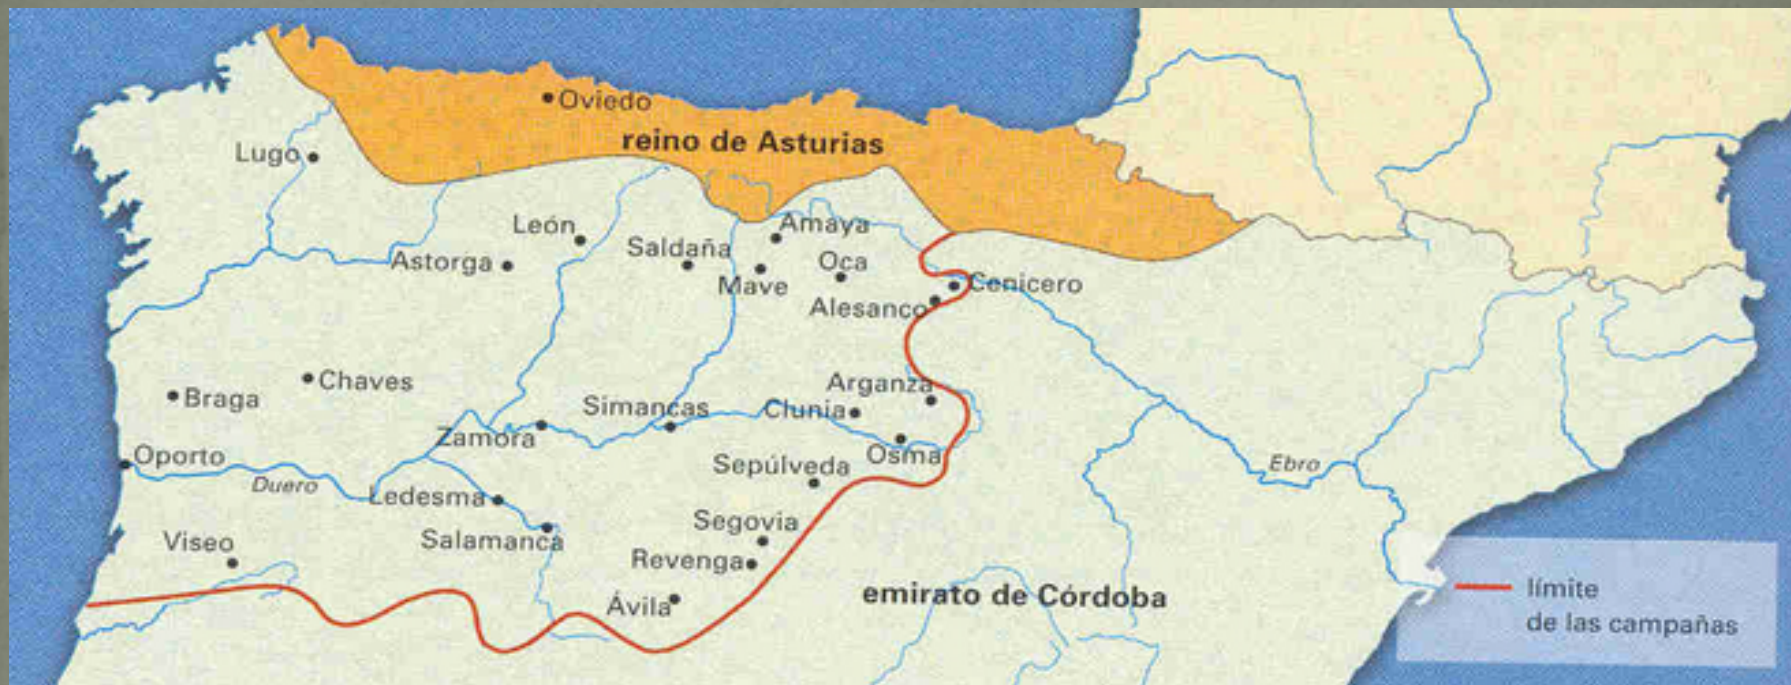 Oviedo
reino de Asturias
Lugo
León
Amaya
Saldaña
Astorga
Oca
Mave
Cenicero
Alesanco
Chaves
Arganza
Braga
Simancas
Clunia
Zamora
Oporto
Osma
Sepúlveda
Ebro
Duero
Ledesma
Segovia
Salamanca
Viseo
Revenga
Ávila
emirato de Córdoba
límite
de las campañas